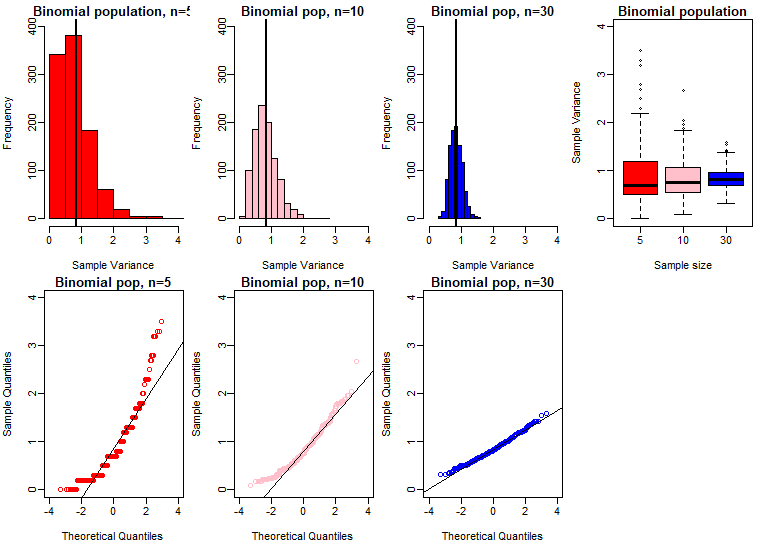 Binomial population, n=5
Binomial pop, n=10
Binomial pop, n=30
Binomial population
Frequency
0 100 200 300 400
0 1 2 3 4
Sample Variance
Frequency
0 100 200 300 400
0 1 2 3 4
Sample Variance
Frequency
0 100 200 300 400
0 1 2 3 4
Sample Variance
Sample Variance
0 1 2 3 4
5 10 30
Sample size
Binomial pop, n=5
Binomial pop, n=10
Binomial pop, n=30
Sample Quantiles
0 1 2 3 4
-4 -2 0 2 4
Theoretical Quantiles
Sample Quantiles
0 1 2 3 4
-4 -2 0 2 4
Theoretical Quantiles
Sample Quantiles
0 1 2 3 4
-4 -2 0 2 4
Theoretical Quantiles